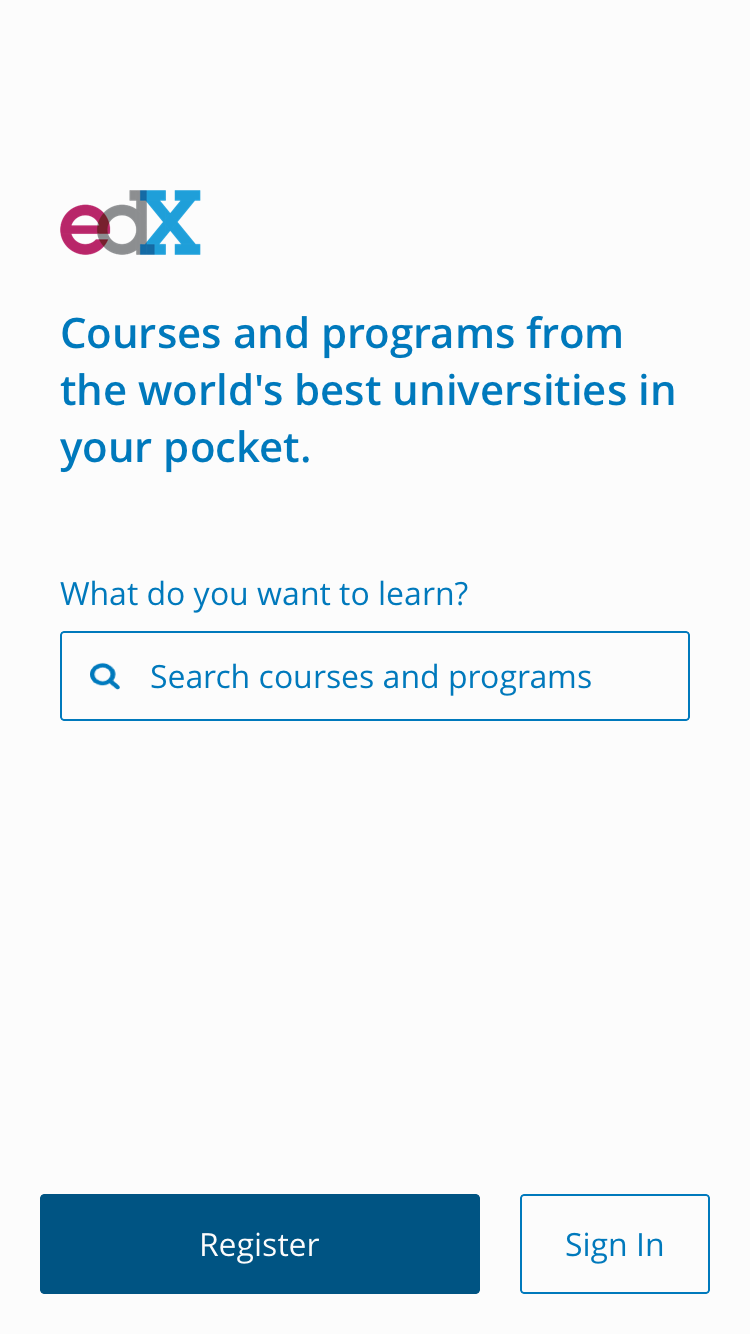 edX
Courses and programs from
the world's best universities in
your pocket.
What do you want to learn?
Search courses and programs
Register
Sign In